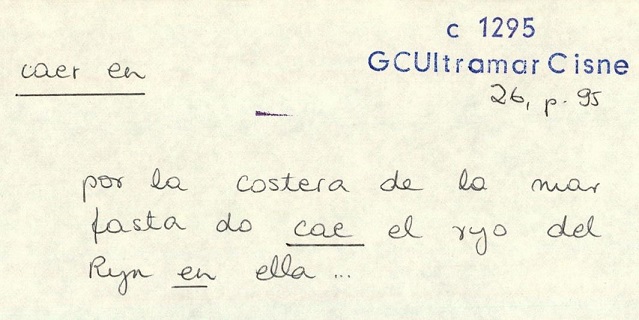 c 1295
GCUltramar Cisne
caer en
26, p. 95
por la costera de la mar
fasta do cae el ryo del
Ryn en ella ...